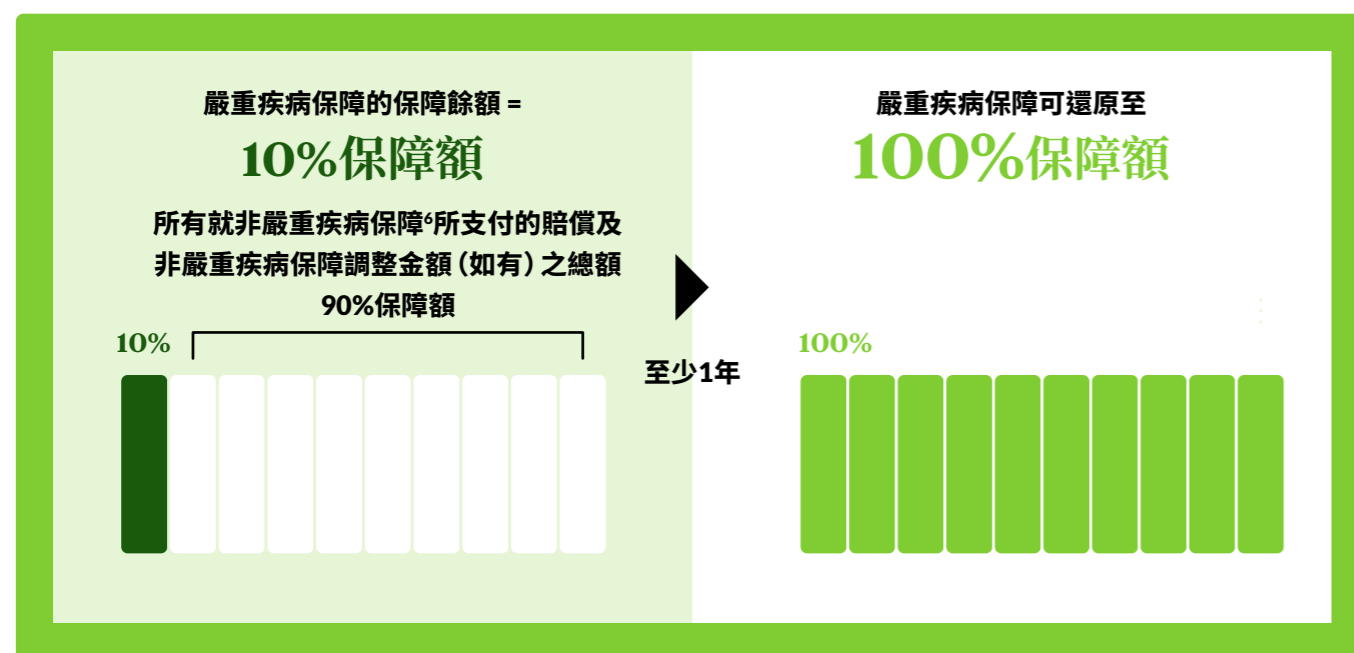 嚴重疾病保障的保障餘額 =
10%保障額
所有就非嚴重疾病保障⁶所支付的賠償及
非嚴重疾病保障調整金額（如有）之總額
90%保障額
10%
至少1年
嚴重疾病保障可還原至
100%保障額
100%